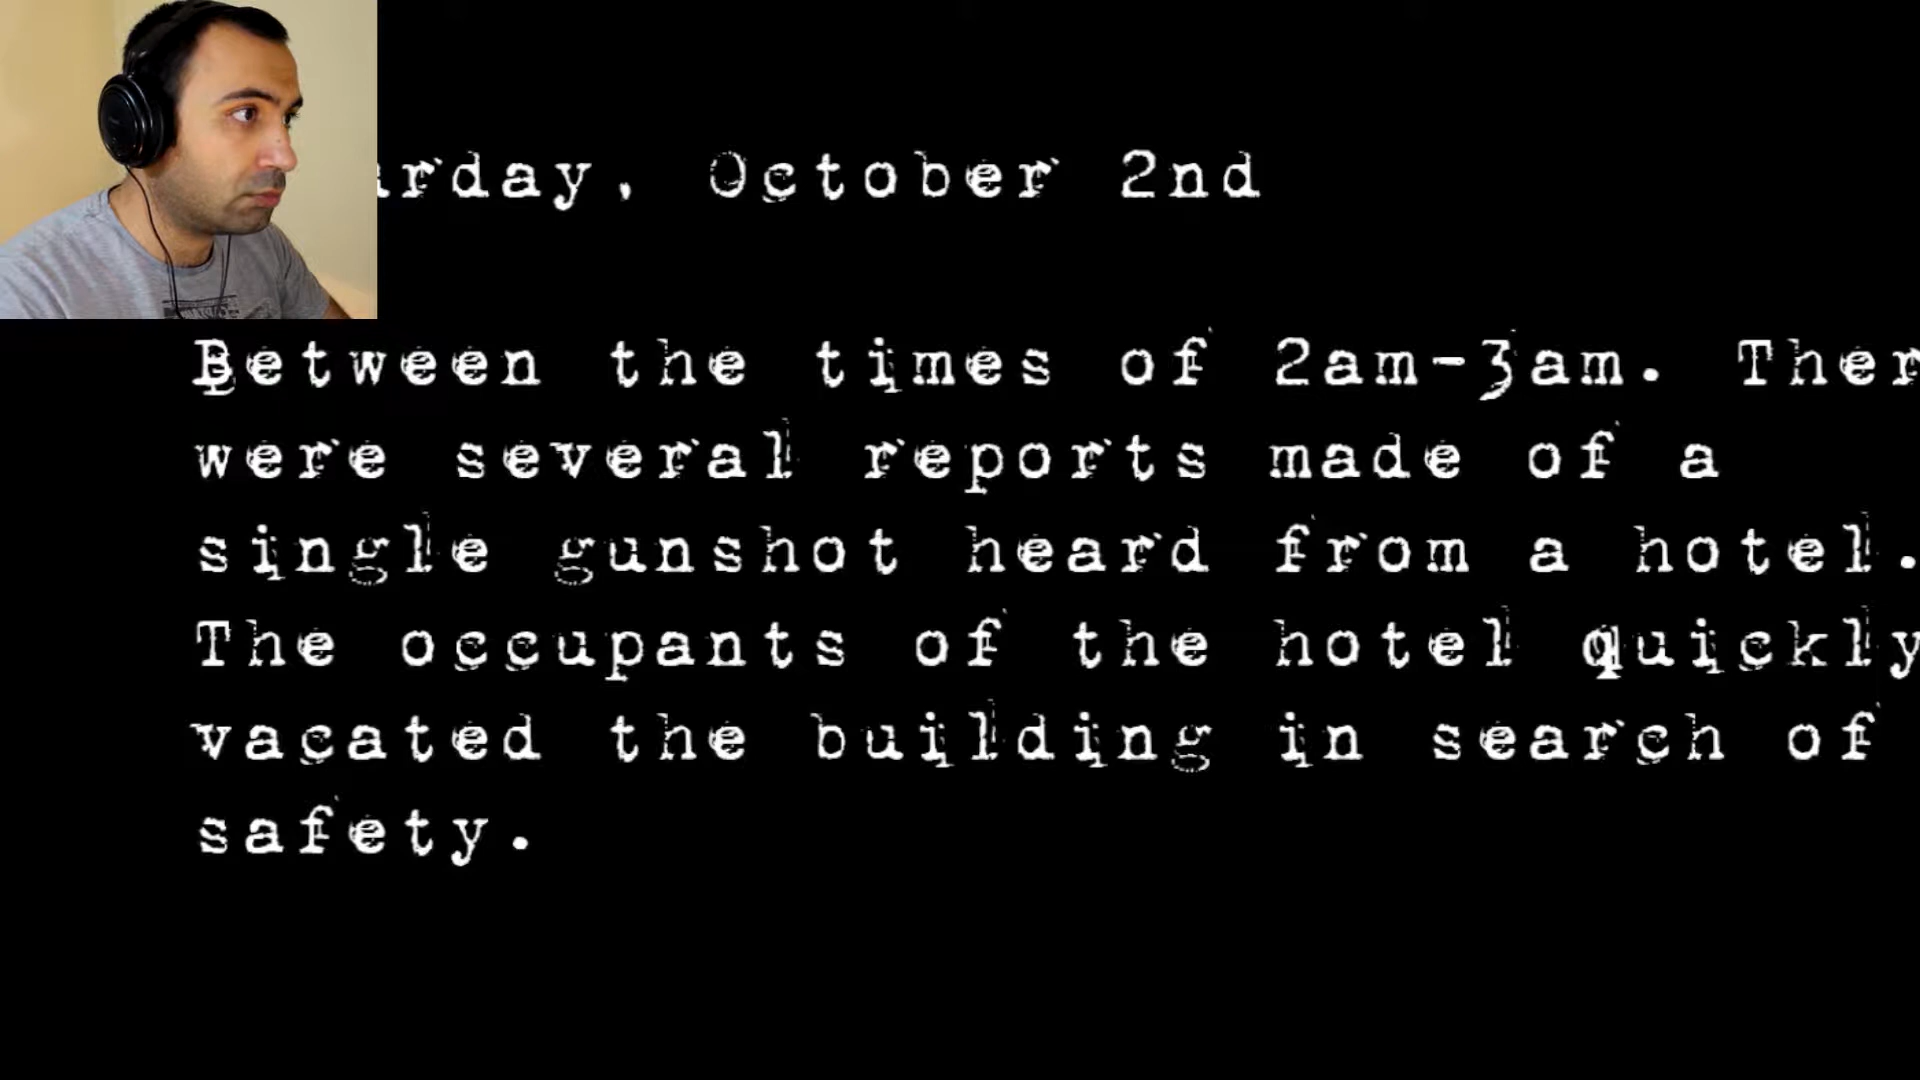 arday, October 2nd
Between the times of 2am-3am. Ther
were several reports made of a
single gunshot heard from a hotel.
The occupants of the hotel quickly
vacated the building in search of
safety.